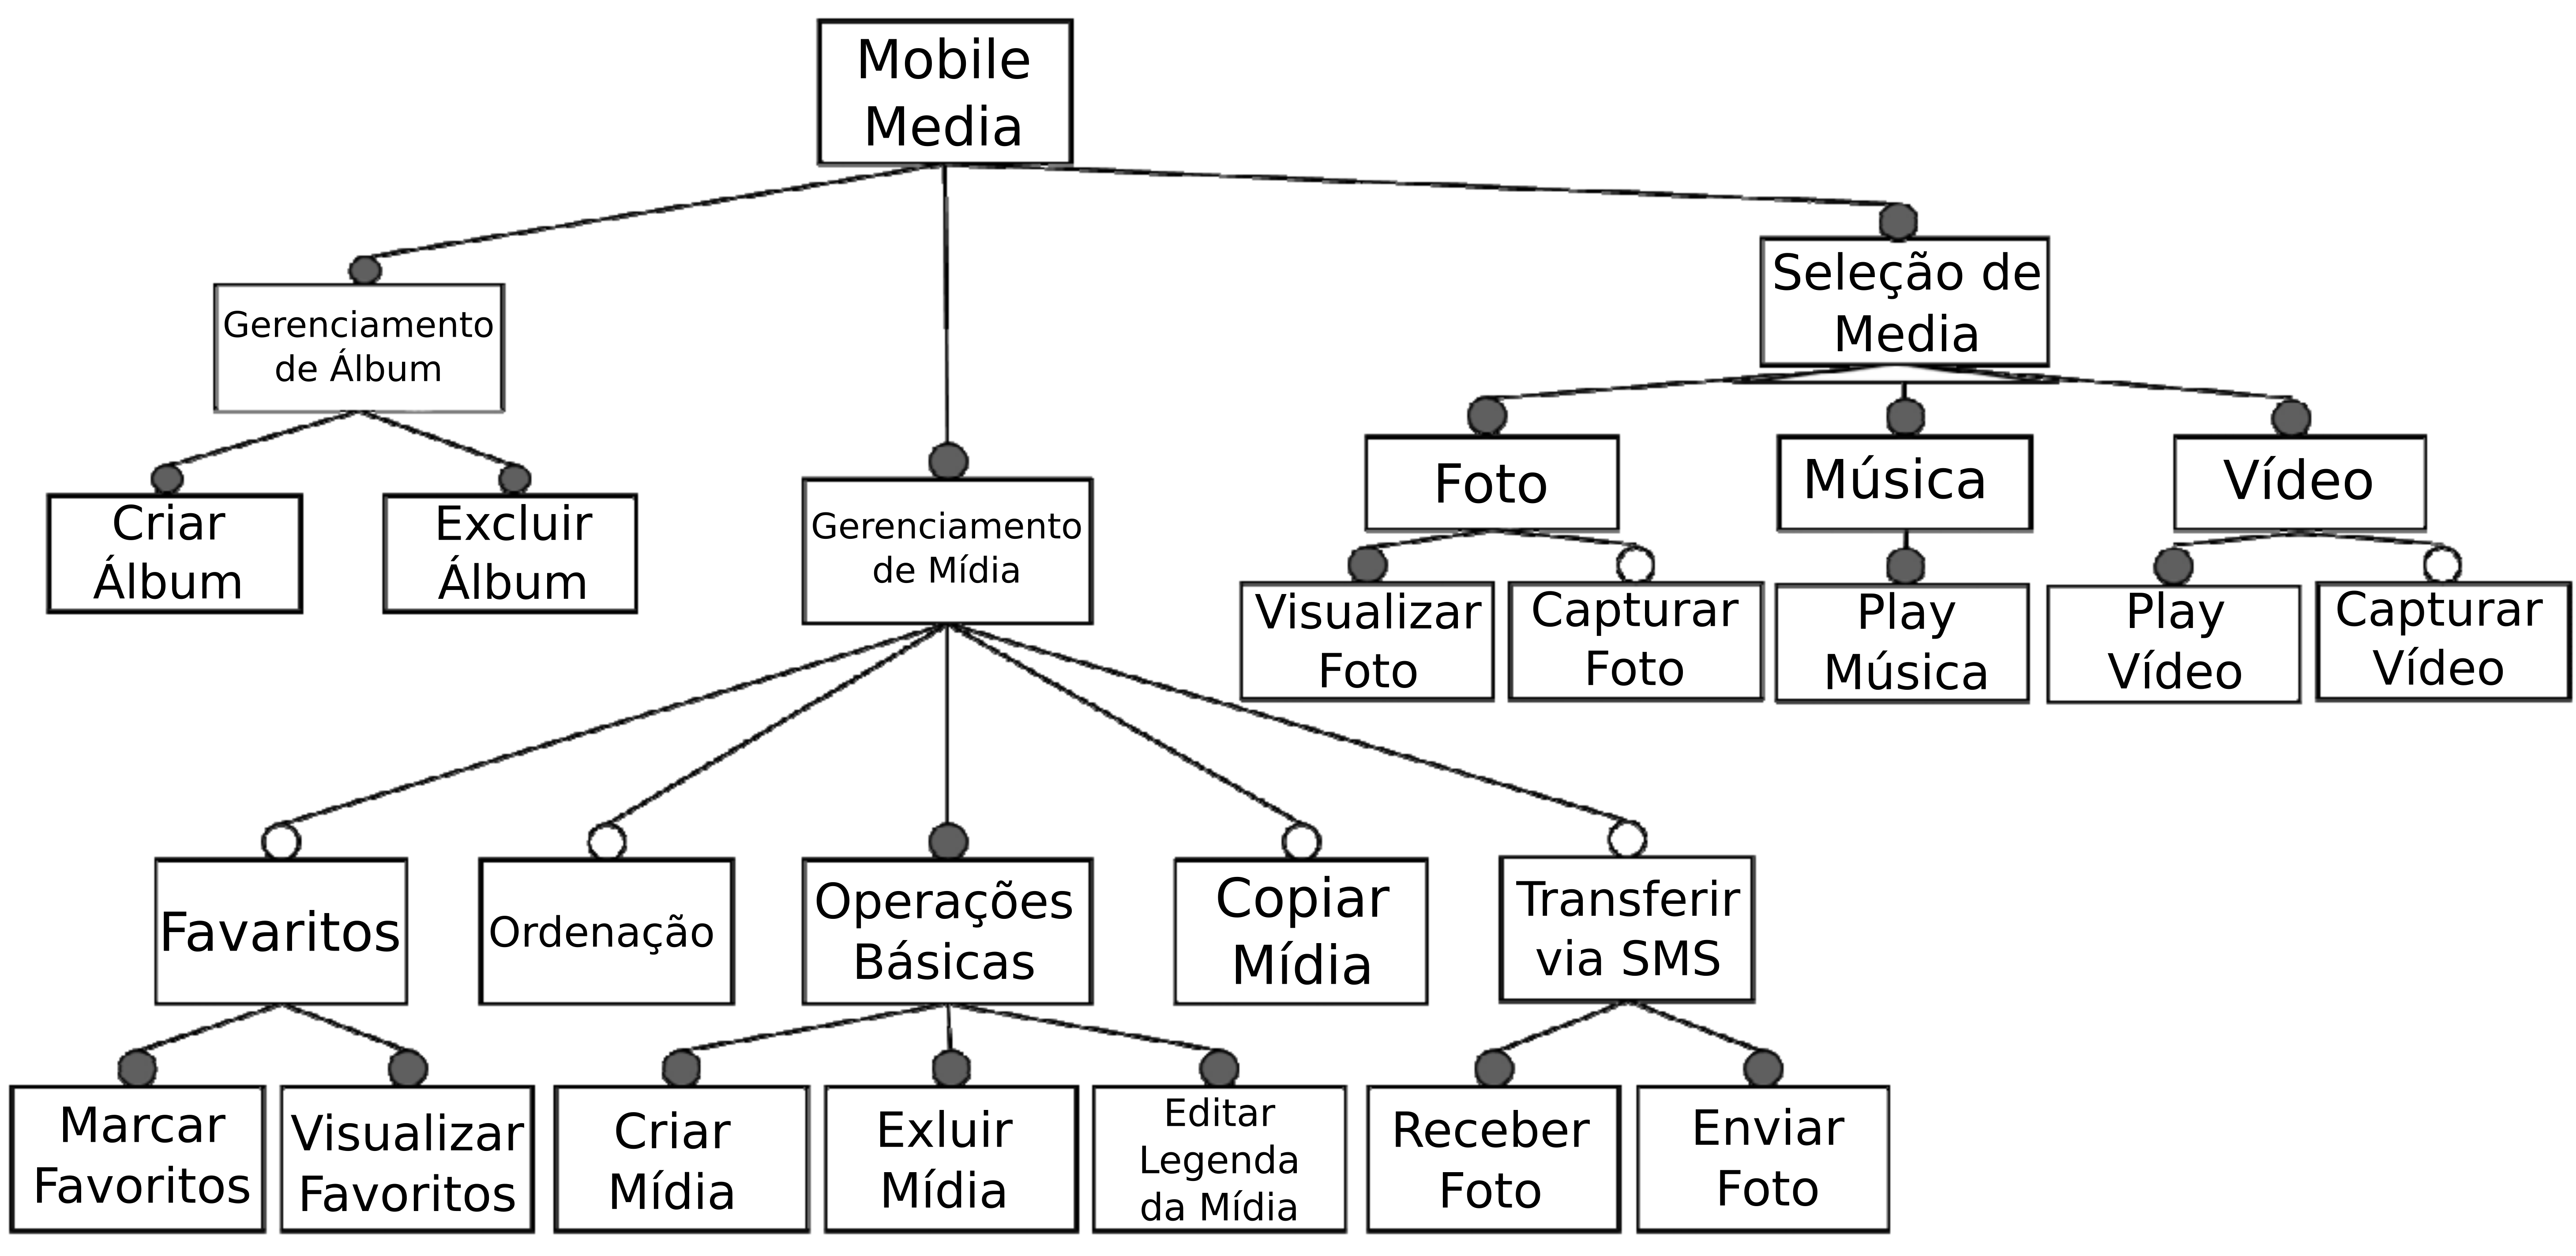 Mobile
Media
Gerenciamento
de Álbum
Criar
Álbum
Excluir
Álbum
Gerenciamento
de Mídia
Seleção de
Media
Foto
Música
Vídeo
Visualizar
Foto
Capturar
Foto
Play
Música
Play
Vídeo
Capturar
Vídeo
Favaritos
Ordenação
Operações
Básicas
Copiar
Mídia
Transferir
via SMS
Marcar
Favoritos
Visualizar
Favoritos
Criar
Mídia
Exluir
Mídia
Editar
Legenda
da Mídia
Receber
Foto
Enviar
Foto